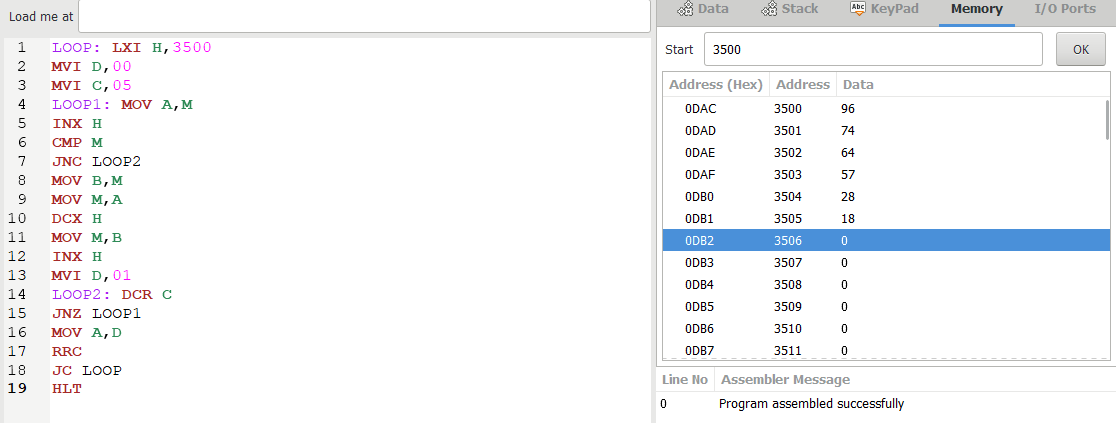 Load me at
1 LOOP: LXI H,3500
2 MVI D,00
3 MVI C,05
4 LOOP1: MOV A,M
5 INX H
6 CMP M
7 JNC LOOP2
8 MOV B,M
9 MOV M,A
10 DCX H
11 MOV M,B
12 INX H
13 MVI D,01
14 LOOP2: DCR C
15 JNZ LOOP1
16 MOV A,D
17 RRC
18 JC LOOP
19 HLT
Data Stack Abc KeyPad Memory I/O Ports
Start 3500 OK
Address (Hex) Address Data
0DAC 3500 96
0DAD 3501 74
0DAE 3502 64
0DAF 3503 57
0DB0 3504 28
0DB1 3505 18
0DB2 3506 0
0DB3 3507 0
0DB4 3508 0
0DB5 3509 0
0DB6 3510 0
0DB7 3511 0
Line No Assembler Message
0 Program assembled successfully